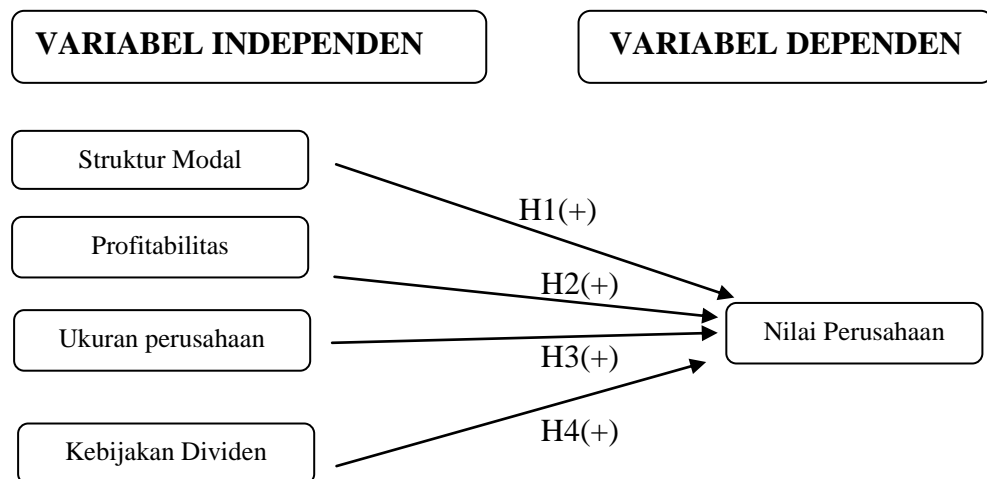 VARIABEL INDEPENDEN
VARIABEL DEPENDEN
Struktur Modal
H1(+)
Profitabilitas
H2(+)
Ukuran perusahaan
Nilai Perusahaan
H3(+)
H4(+)
Kebijakan Dividen